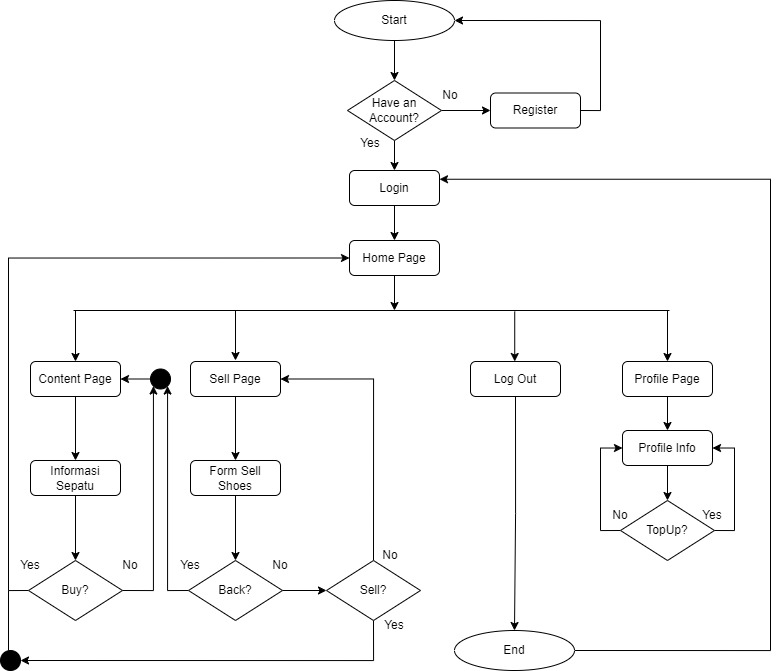 Start
Have an
Account?
No
Register
Yes
Login
Home Page
Content Page
Sell Page
Log Out
Profile Page
Informasi
Sepatu
Form Sell
Shoes
Profile Info
No
TopUp?
Yes
Yes
Buy?
No
Yes
Back?
No
No
Sell?
Yes
End